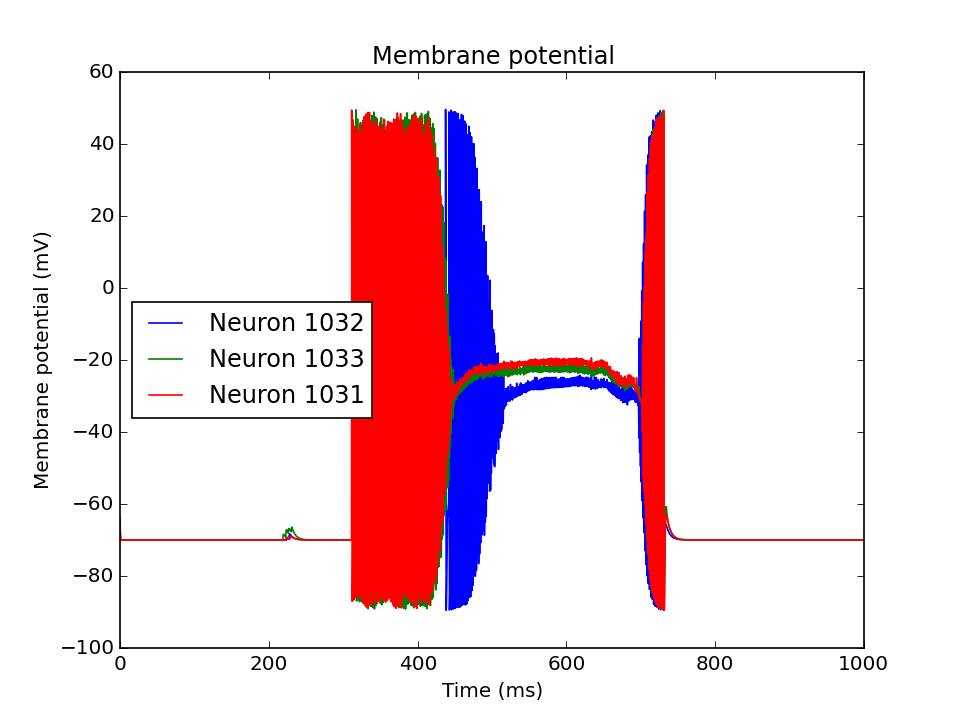 Membrane potential
Membrane potential (mV)
60
40
20
0
−20
−40
−60
−80
−100
Neuron 1032
Neuron 1033
Neuron 1031
0 200 400 600 800 1000
Time (ms)